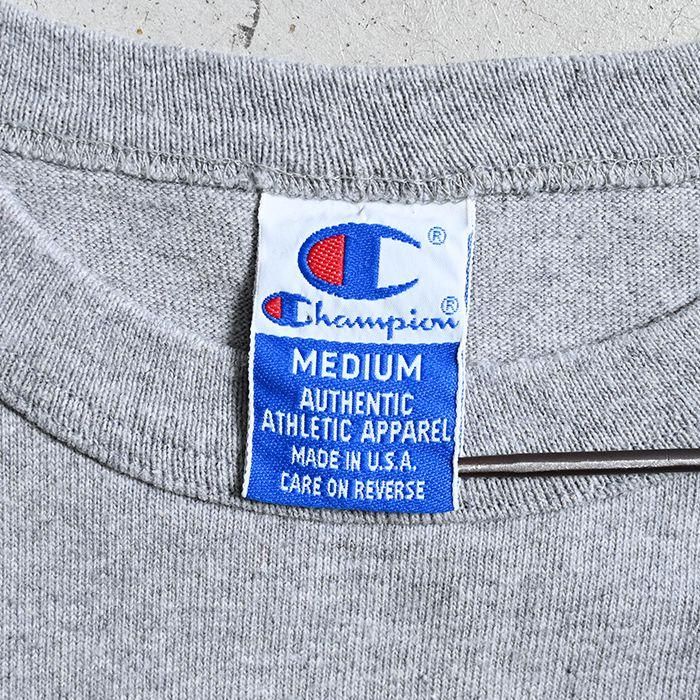 ®
Champion®
MEDIUM
AUTHENTIC
ATHLETIC APPAREL
MADE IN U.S.A.
CARE ON REVERSE